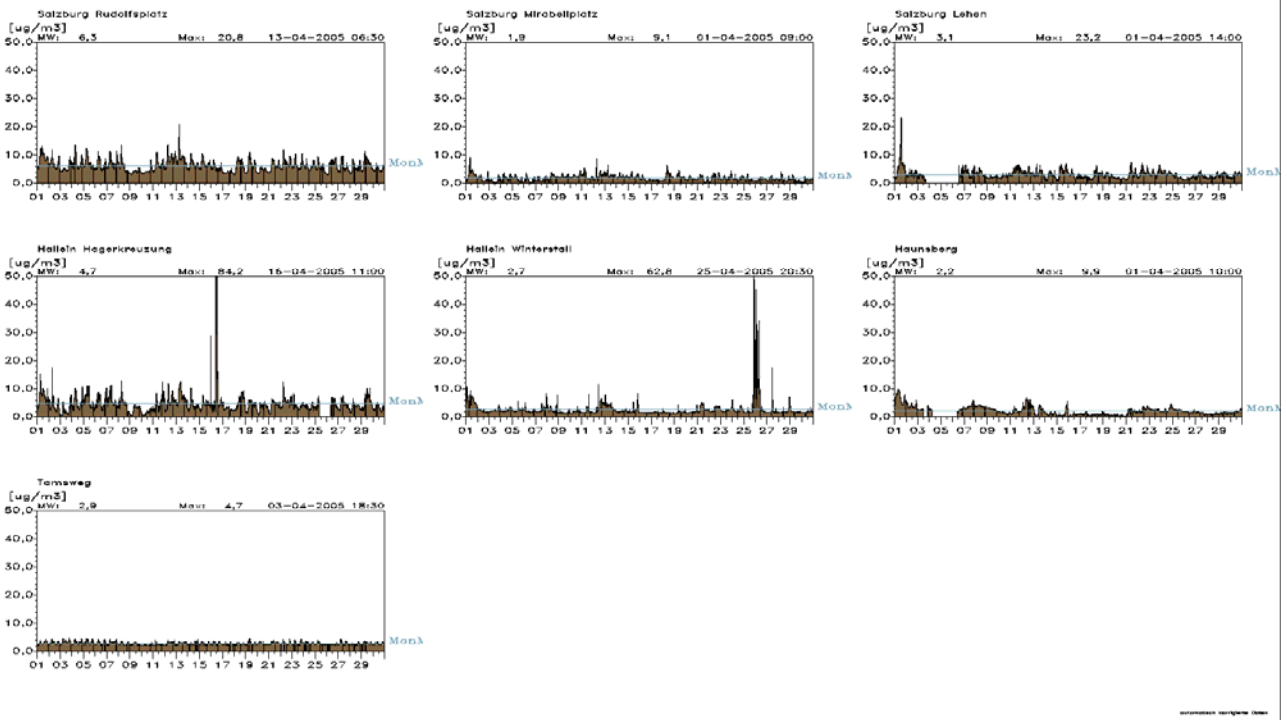 Salzburg Rudolfsplatz
[ug/m3]
MW: 6,3 Max: 20,8 13-04-2005 06:30
50,0
40,0
30,0
20,0
10,0
0,0
01 03 05 07 09 11 13 15 17 19 21 23 25 27 29
MonM
Salzburg Mirabellplatz
[ug/m3]
MW: 1,9 Max: 9,1 01-04-2005 09:00
50,0
40,0
30,0
20,0
10,0
0,0
01 03 05 07 09 11 13 15 17 19 21 23 25 27 29
MonM
Salzburg Lehen
[ug/m3]
MW: 3,1 Max: 23,2 01-04-2005 14:00
50,0
40,0
30,0
20,0
10,0
0,0
01 03 05 07 09 11 13 15 17 19 21 23 25 27 29
MonM
Hallein Hagerkreuzung
[ug/m3]
MW: 4,7 Max: 84,2 16-04-2005 11:00
50,0
40,0
30,0
20,0
10,0
0,0
01 03 05 07 09 11 13 15 17 19 21 23 25 27 29
MonM
Hallein Winterstall
[ug/m3]
MW: 2,7 Max: 62,8 25-04-2005 20:30
50,0
40,0
30,0
20,0
10,0
0,0
01 03 05 07 09 11 13 15 17 19 21 23 25 27 29
MonM
Haunsberg
[ug/m3]
MW: 2,2 Max: 9,9 01-04-2005 10:00
50,0
40,0
30,0
20,0
10,0
0,0
01 03 05 07 09 11 13 15 17 19 21 23 25 27 29
MonM
Tamsweg
[ug/m3]
MW: 2,9 Max: 4,7 03-04-2005 18:30
50,0
40,0
30,0
20,0
10,0
0,0
01 03 05 07 09 11 13 15 17 19 21 23 25 27 29
MonM